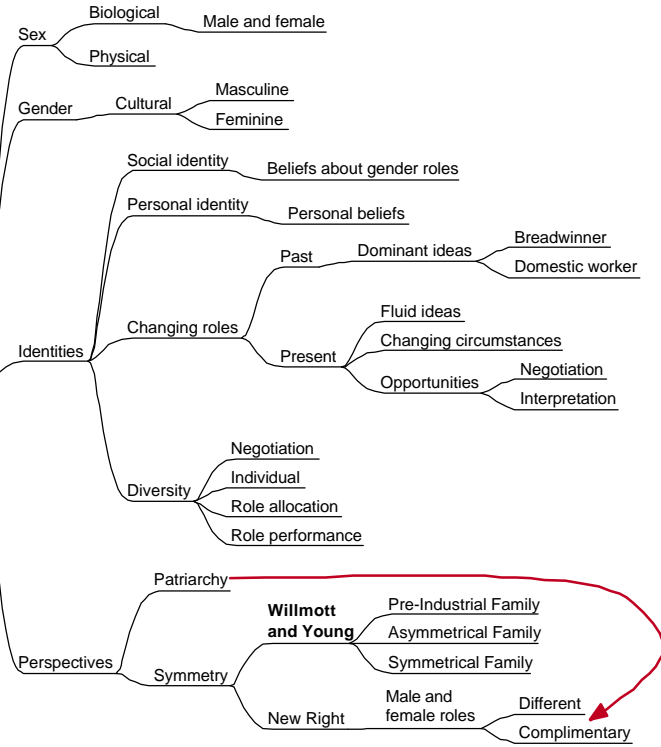 Sex
Biological
Male and female
Physical
Gender
Cultural
Masculine
Feminine
Identities
Social identity
Beliefs about gender roles
Personal identity
Personal beliefs
Changing roles
Past
Dominant ideas
Breadwinner
Domestic worker
Present
Fluid ideas
Changing circumstances
Opportunities
Negotiation
Interpretation
Diversity
Negotiation
Individual
Role allocation
Role performance
Perspectives
Patriarchy
Symmetry
Willmott
and Young
Pre-Industrial Family
Asymmetrical Family
Symmetrical Family
New Right
Male and
female roles
Different
Complimentary